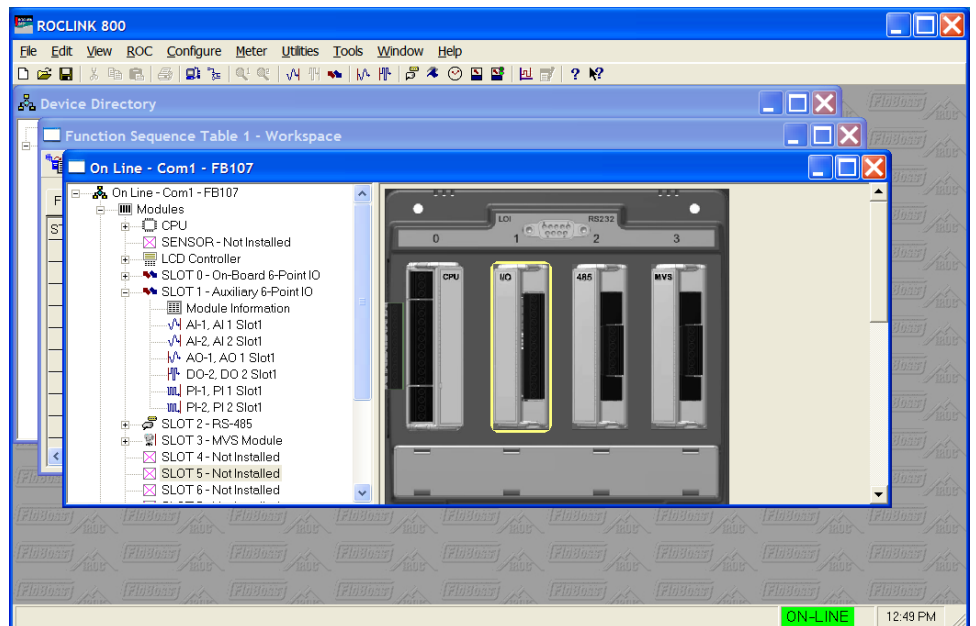 ROCLINK 800
File Edit View ROC Configure Meter Utilities Tools Window Help
Device Directory
Function Sequence Table 1 - Workspace
On Line - Com1 - FB107
F
ST
On Line - Com1 - FB107
Modules
CPU
SENSOR - Not Installed
LCD Controller
SLOT 0 - On-Board 6-Point IO
SLOT 1 - Auxiliary 6-Point IO
Module Information
AI-1, AI 1 Slot1
AI-2, AI 2 Slot1
AO-1, AO 1 Slot1
DO-2, DO 2 Slot1
PI-1, PI 1 Slot1
PI-2, PI 2 Slot1
SLOT 2 - RS-485
SLOT 3 - MVS Module
SLOT 4 - Not Installed
SLOT 5 - Not Installed
SLOT 6 - Not Installed
LOI RS232
0 1 2 3
CPU I/O 485 MVS
FloBoss
ROC
ON-LINE 12:49 PM